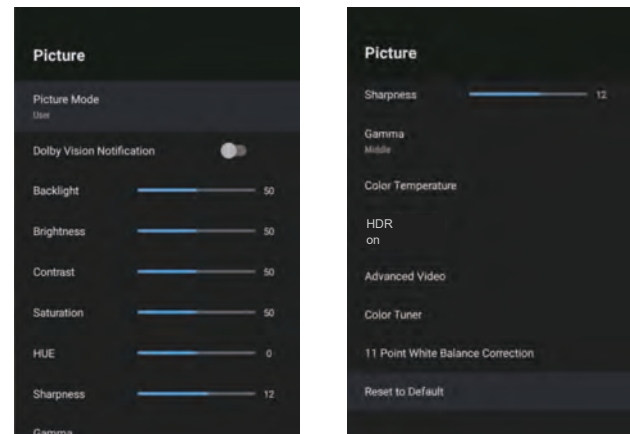 Picture
Picture Mode
User
Dolby Vision Notification
Backlight 50
Brightness 50
Contrast 50
Saturation 50
HUE 0
Sharpness 12
Gamma
Picture
Sharpness 12
Gamma
Middle
Color Temperature
HDR
on
Advanced Video
Color Tuner
11 Point White Balance Correction
Reset to Default